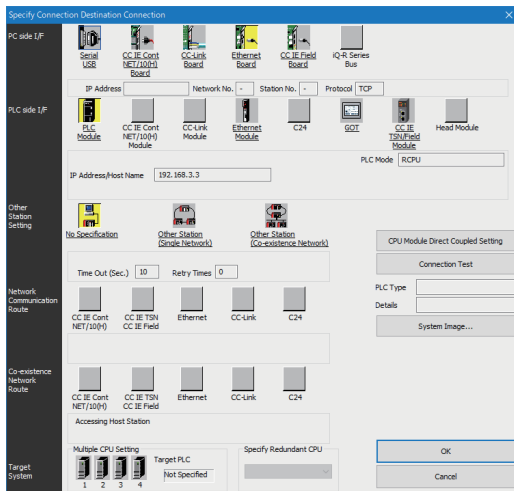 Specify Connection Destination Connection
PC side I/F
Serial
USB
CC IE Cont
NET/10(H)
Board
CC-Link
Board
Ethernet
Board
CC IE Field
Board
iQ-R Series
Bus
IP Address
Network No. -
Station No. -
Protocol TCP
PLC side I/F
PLC
Module
CC IE Cont
NET/10(H)
Module
CC-Link
Module
Ethernet
Module
C24
GOT
CC IE
TSN/Field
Module
Head Module
PLC Mode RCPU
IP Address/Host Name 192.168.3.3
Other
Station
Setting
No Specification
Other Station
(Single Network)
Other Station
(Co-existence Network)
CPU Module Direct Coupled Setting
Connection Test
Time Out (Sec.) 10
Retry Times 0
PLC Type
Details
System Image...
Network
Communication
Route
CC IE Cont
NET/10(H)
CC IE TSN
CC IE Field
Ethernet
CC-Link
C24
Co-existence
Network
Route
CC IE Cont
NET/10(H)
CC IE TSN
CC IE Field
Ethernet
CC-Link
C24
Accessing Host Station
Multiple CPU Setting
Specify Redundant CPU
Target PLC
Not Specified
1 2 3 4
Target
System
OK
Cancel